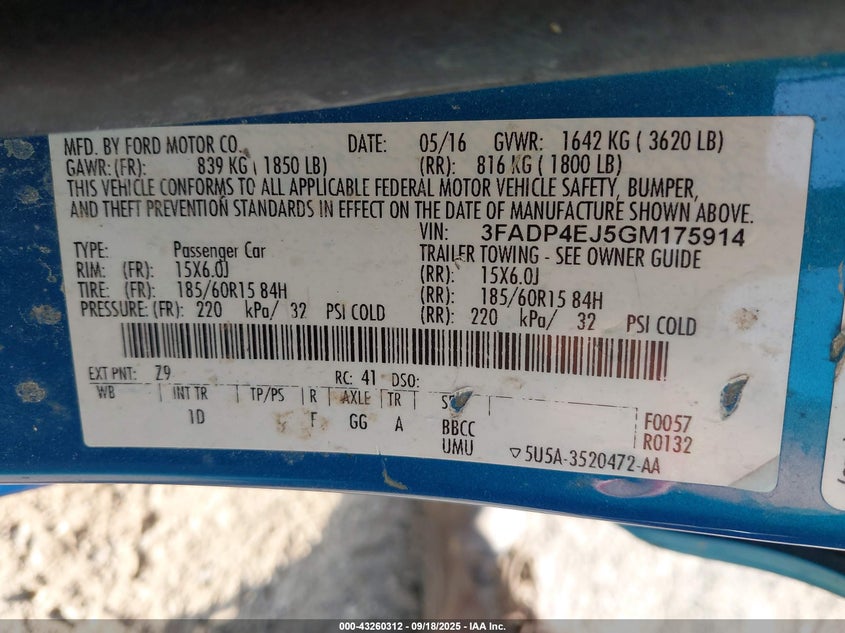 MFD. BY FORD MOTOR CO. DATE: 05/16 GVWR: 1642 KG ( 3620 LB)
GAWR: (FR): 839 KG ( 1850 LB) (RR): 816 KG ( 1800 LB)
THIS VEHICLE CONFORMS TO ALL APPLICABLE FEDERAL MOTOR VEHICLE SAFETY, BUMPER,
AND THEFT PREVENTION STANDARDS IN EFFECT ON THE DATE OF MANUFACTURE SHOWN ABOVE.
VIN: 3FADP4EJ5GM175914
TYPE: Passenger Car TRAILER TOWING - SEE OWNER GUIDE
RIM: (FR): 15X6.0J (RR): 15X6.0J
TIRE: (FR): 185/60R15 84H (RR): 185/60R15 84H
PRESSURE: (FR): 220 kPa/ 32 PSI COLD (RR): 220 kPa/ 32 PSI COLD
EXT PNT: Z9 RC: 41 DSO:
WB INT TR TP/PS R AXLE TR
1D F GG A BBCC F0057
UMU R0132
5U5A-3520472-AA
000-43260312 - 09/18/2025 - IAA Inc.